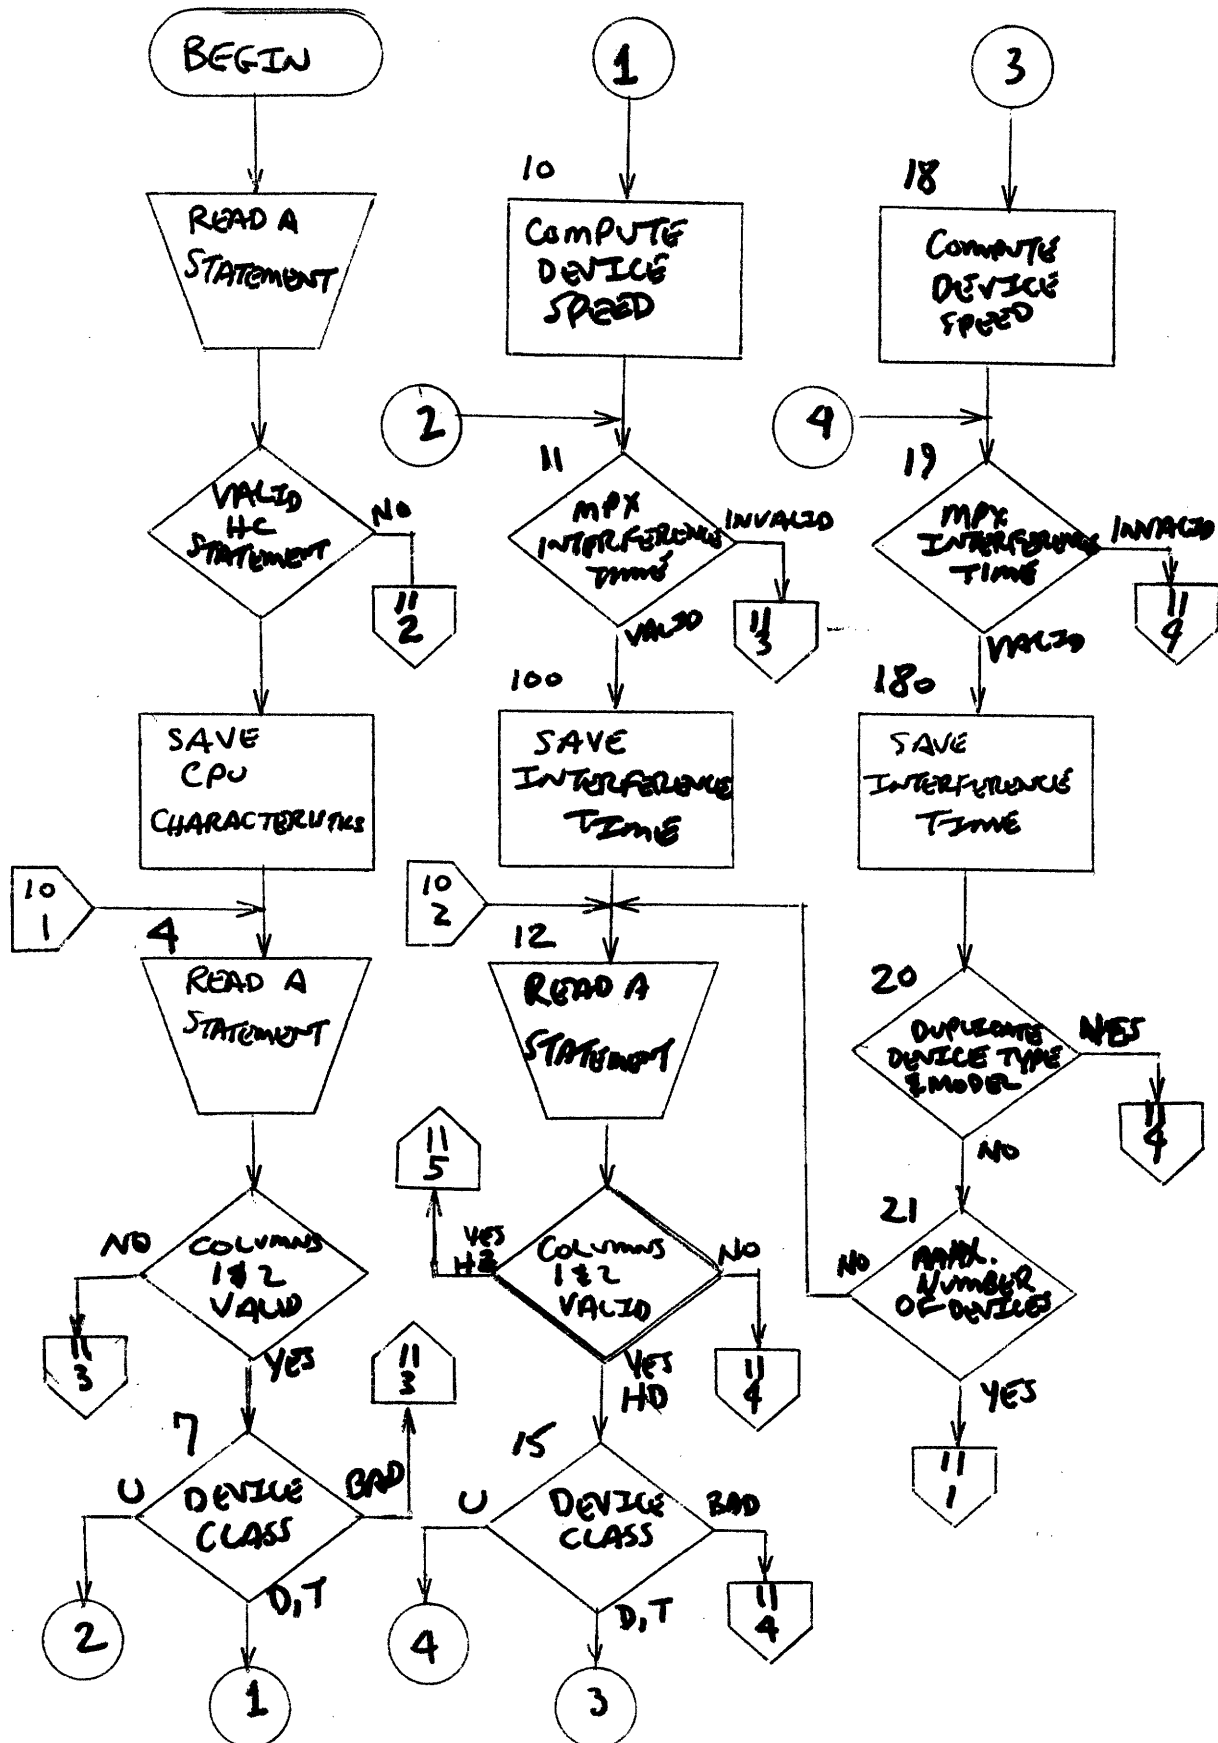 BEGIN
READ A
STATEMENT
VALID
HC
STATEMENT
NO
11
2
SAVE
CPU
CHARACTERISTICS
10
1
4
READ A
STATEMENT
COLUMNS
1 & 2
VALID
NO
11
3
YES
7
DEVICE
CLASS
U
2
BAD
11
3
D,T
1
1
10
COMPUTE
DEVICE
SPEED
2
11
MPX
INTERFERENCE
TIME
INVALID
11
3
VALID
100
SAVE
INTERFERENCE
TIME
10
2
12
READ A
STATEMENT
11
5
YES
COLUMNS
1 & 2
VALID
NO
11
4
YES
HD
15
DEVICE
CLASS
U
4
BAD
11
4
D,T
3
3
18
COMPUTE
DEVICE
SPEED
4
19
MPX
INTERFERENCE
TIME
INVALID
11
4
VALID
180
SAVE
INTERFERENCE
TIME
20
DUPLICATE
DEVICE TYPE
& MODEL
YES
11
4
NO
21
NUMBER
OF DEVICES
NO
YES
11
1